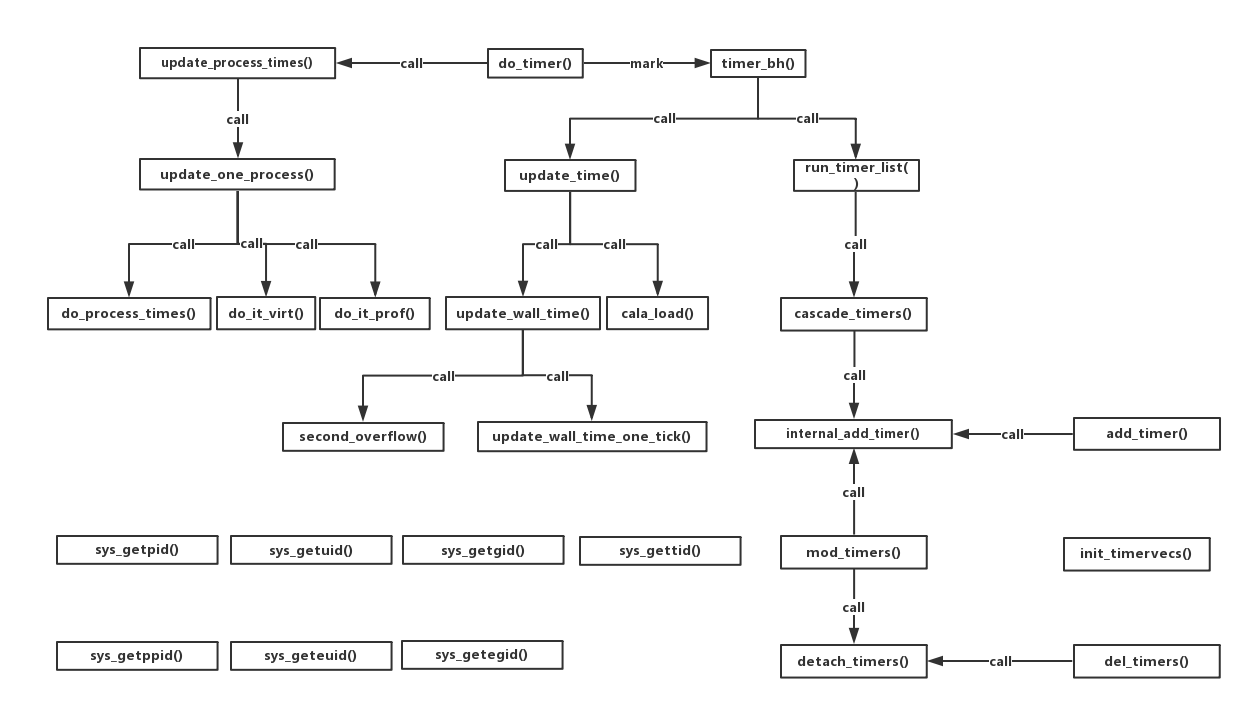 update_process_times()
call
do_timer()
mark
timer_bh()
call
call
call
update_one_process()
update_time()
run_timer_list(
)
call
call
call
call
call
call
do_process_times()
do_it_virt()
do_it_prof()
update_wall_time()
cala_load()
cascade_timers()
call
call
call
second_overflow()
update_wall_time_one_tick()
internal_add_timer()
call
add_timer()
call
sys_getpid()
sys_getuid()
sys_getgid()
sys_gettid()
mod_timers()
init_timervecs()
call
sys_getppid()
sys_geteuid()
sys_getegid()
detach_timers()
call
del_timers()